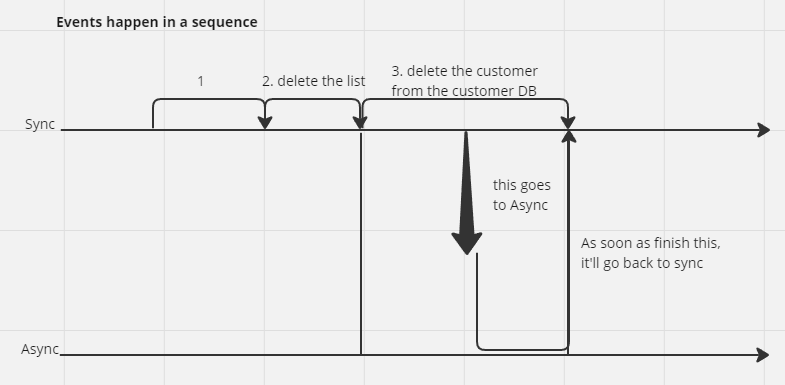 Events happen in a sequence
1
2. delete the list
3. delete the customer
from the customer DB
Sync
this goes
to Async
As soon as finish this,
it'll go back to sync
Async